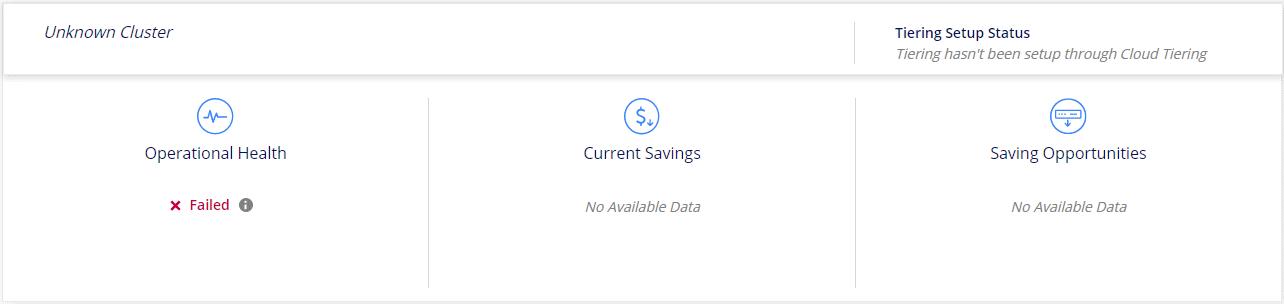 Unknown Cluster
Tiering Setup Status
Tiering hasn't been setup through Cloud Tiering
Operational Health
Failed
Current Savings
No Available Data
Saving Opportunities
No Available Data